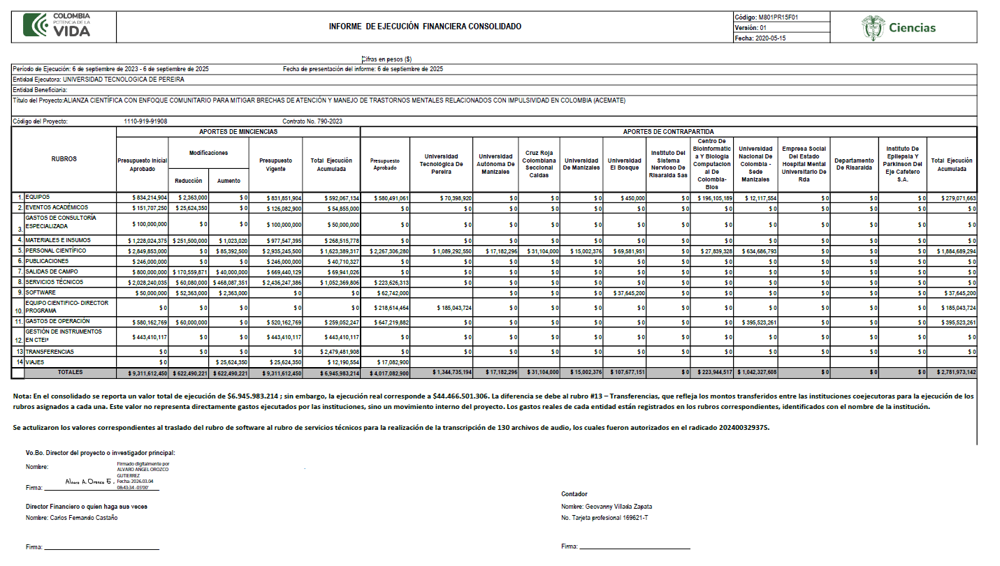 COLOMBIA
POTENCIA DE LA
VIDA
INFORME DE EJECUCIÓN FINANCIERA CONSOLIDADO
Código: M801PR15F01
Versión: 01
Fecha: 2020-05-15
Ciencias
Cifras en pesos ($)
Período de Ejecución: 6 de septiembre de 2023 - 6 de septiembre de 2025 Fecha de presentación del informe: 6 de septiembre de 2025
Entidad Ejecutora: UNIVERSIDAD TECNOLOGICA DE PEREIRA
Entidad Beneficiaria:
Título del Proyecto:ALIANZA CIENTÍFICA CON ENFOQUE COMUNITARIO PARA MITIGAR BRECHAS DE ATENCIÓN Y MANEJO DE TRASTORNOS MENTALES RELACIONADOS CON IMPULSIVIDAD EN COLOMBIA (ACEMATE)
Código del Proyecto: 1110-919-91908 Contrato No. 790-2023
RUBROS
APORTES DE MINCIENCIAS
APORTES DE CONTRAPARTIDA
Presupuesto Inicial
Aprobado
Modificaciones
Reducción
Aumento
Presupuesto
Vigente
Total Ejecución
Acumulada
Presupuesto
Aprobado
Universidad
Tecnológica De
Pereira
Universidad
Autónoma De
Manizales
Cruz Roja
Colombiana
Seccional
Caldas
Universidad
De Manizales
Universidad
El Bosque
Instituto Del
Sistema
Nervioso De
Risaralda Sas
Centro De
Bioinformátic
a Y Biología
Computacion
al De
Colombia-
Bios
Universidad
Nacional De
Colombia -
Sede
Manizales
Empresa Social
Del Estado
Hospital Mental
Universitario De
Rda
Departamento
De Risaralda
Instituto De
Epilepsia Y
Parkinson Del
Eje Cafetero
S.A.
Total Ejecución
Acumulada
1. EQUIPOS $ 834,214,904 $ 2,363,000 $ 0 $ 831,851,904 $ 592,067,134 $ 580,491,061 $ 70,398,920 $ 0 $ 0 $ 0 $ 450,000 $ 0 $ 196,105,189 $ 12,117,554 $ 0 $ 0 $ 0 $ 279,071,663
2. EVENTOS ACADÉMICOS $ 151,707,250 $ 25,624,350 $ 0 $ 126,082,900 $ 54,855,000 $ 0 $ 0 $ 0 $ 0 $ 0 $ 0 $ 0 $ 0 $ 0 $ 0 $ 0 $ 0 $ 0
3. GASTOS DE CONSULTORÍA
ESPECIALIZADA $ 100,000,000 $ 0 $ 0 $ 100,000,000 $ 50,000,000 $ 0 $ 0 $ 0 $ 0 $ 0 $ 0 $ 0 $ 0 $ 0 $ 0 $ 0 $ 0 $ 0
4. MATERIALES E INSUMOS $ 1,228,024,375 $ 251,500,000 $ 1,023,020 $ 977,547,395 $ 268,515,778 $ 0 $ 0 $ 0 $ 0 $ 0 $ 0 $ 0 $ 0 $ 0 $ 0 $ 0 $ 0 $ 0
5. PERSONAL CIENTÍFICO $ 2,849,853,000 $ 0 $ 85,392,500 $ 2,935,245,500 $ 1,623,389,317 $ 2,267,306,280 $ 1,089,292,550 $ 17,182,296 $ 31,104,000 $ 15,002,376 $ 69,581,951 $ 0 $ 27,839,328 $ 634,686,793 $ 0 $ 0 $ 0 $ 1,884,689,294
6. PUBLICACIONES $ 246,000,000 $ 0 $ 0 $ 246,000,000 $ 40,710,327 $ 0 $ 0 $ 0 $ 0 $ 0 $ 0 $ 0 $ 0 $ 0 $ 0 $ 0 $ 0 $ 0
7. SALIDAS DE CAMPO $ 800,000,000 $ 170,559,871 $ 40,000,000 $ 669,440,129 $ 69,941,026 $ 0 $ 0 $ 0 $ 0 $ 0 $ 0 $ 0 $ 0 $ 0 $ 0 $ 0 $ 0 $ 0
8. SERVICIOS TÉCNICOS $ 2,028,240,035 $ 60,080,000 $ 468,087,351 $ 2,436,247,386 $ 1,052,369,806 $ 223,626,313 $ 0 $ 0 $ 0 $ 0 $ 0 $ 0 $ 0 $ 0 $ 0 $ 0 $ 0 $ 0
9. SOFTWARE $ 50,000,000 $ 52,363,000 $ 2,363,000 $ 0 $ 0 $ 62,742,000 $ 0 $ 0 $ 0 $ 0 $ 37,645,200 $ 0 $ 0 $ 0 $ 0 $ 0 $ 0 $ 37,645,200
10. EQUIPO CIENTIFICO- DIRECTOR
PROGRAMA $ 0 $ 0 $ 0 $ 0 $ 0 $ 218,614,464 $ 185,043,724 $ 0 $ 0 $ 0 $ 0 $ 0 $ 0 $ 0 $ 0 $ 0 $ 0 $ 185,043,724
11. GASTOS DE OPERACIÓN $ 580,162,769 $ 60,000,000 $ 0 $ 520,162,769 $ 259,052,247 $ 647,219,882 $ 0 $ 0 $ 0 $ 0 $ 0 $ 0 $ 0 $ 395,523,261 $ 0 $ 0 $ 0 $ 395,523,261
12. GESTIÓN DE INSTRUMENTOS
EN CTEI* $ 443,410,117 $ 0 $ 0 $ 443,410,117 $ 443,410,117 $ 0 $ 0 $ 0 $ 0 $ 0 $ 0 $ 0 $ 0 $ 0 $ 0 $ 0 $ 0 $ 0
13 TRANSFERENCIAS $ 0 $ 0 $ 0 $ 0 $ 2,479,481,908 $ 0 $ 0 $ 0 $ 0 $ 0 $ 0 $ 0 $ 0 $ 0 $ 0 $ 0 $ 0 $ 0
14 VIAJES $ 0 $ 25,624,350 $ 25,624,350 $ 12,190,554 $ 17,082,900
TOTALES $ 9,311,612,450 $ 622,490,221 $ 622,490,221 $ 9,311,612,450 $ 6,945,983,214 $ 4,017,082,900 $ 1,344,735,194 $ 17,182,296 $ 31,104,000 $ 15,002,376 $ 107,677,151 $ 0 $ 223,944,517 $ 1,042,327,608 $ 0 $ 0 $ 0 $ 2,781,973,142
Nota: En el consolidado se reporta un valor total de ejecución de $6.945.983.214 ; sin embargo, la ejecución real corresponde a $44.466.501.306. La diferencia se debe al rubro #13 – Transferencias, que refleja los montos transferidos entre las instituciones coejecutoras para la ejecución de los
rubros asignados a cada una. Este valor no representa directamente gastos ejecutados por las instituciones, sino un movimiento interno del proyecto. Los gastos reales de cada entidad están registrados en los rubros correspondientes, identificados con el nombre de la institución.
Se actulizaron los valores correspondientes al traslado del rubro de software al rubro de servicios técnicos para la realización de la transcripción de 130 archivos de audio, los cuales fueron autorizados en el radicado 20240032937S.
Vo.Bo. Director del proyecto o investigador principal:
Nombre:
Firma: Alvaro A. Orozco G.
Firmado digitalmente por
ALVARO ANGEL OROZCO
GUTIERREZ
Fecha: 2026.03.04
08:43:34 -05'00'
Director Financiero o quien haga sus veces
Nombre: Carlos Fernando Castaño
Firma:
Contador
Nombre: Geovanny Villada Zapata
No. Tarjeta profesional 169621-T
Firma: